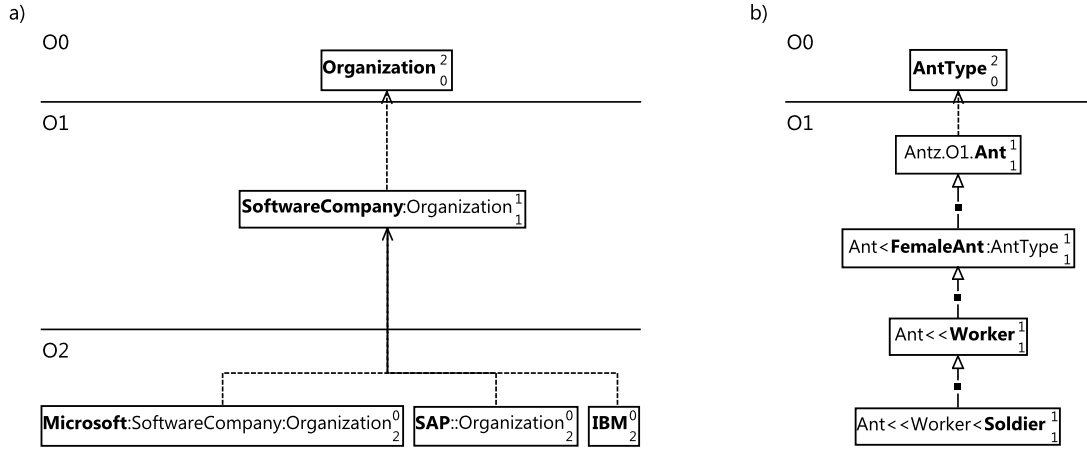 a)
O0
Organization 2 0
O1
SoftwareCompany:Organization 1 1
O2
Microsoft:SoftwareCompany:Organization 0 2
SAP::Organization 0 2
IBM 0 2
b)
O0
AntType 2 0
O1
Antz.O1.Ant 1 1
Ant<FemaleAnt:AntType 1 1
Ant<<Worker 1 1
Ant<<Worker<Soldier 1 1